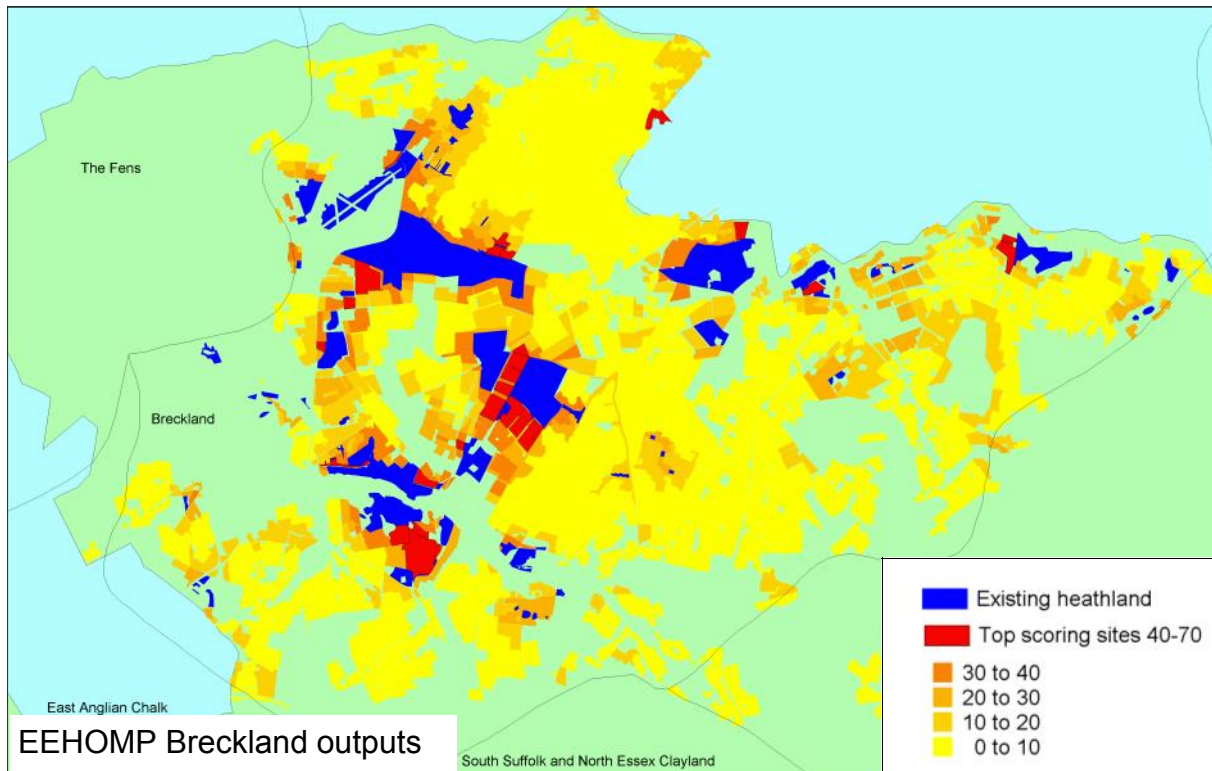 The Fens
Breckland
East Anglian Chalk
EEHOMP Breckland outputs
South Suffolk and North Essex Clayland
Existing heathland
Top scoring sites 40-70
30 to 40
20 to 30
10 to 20
0 to 10